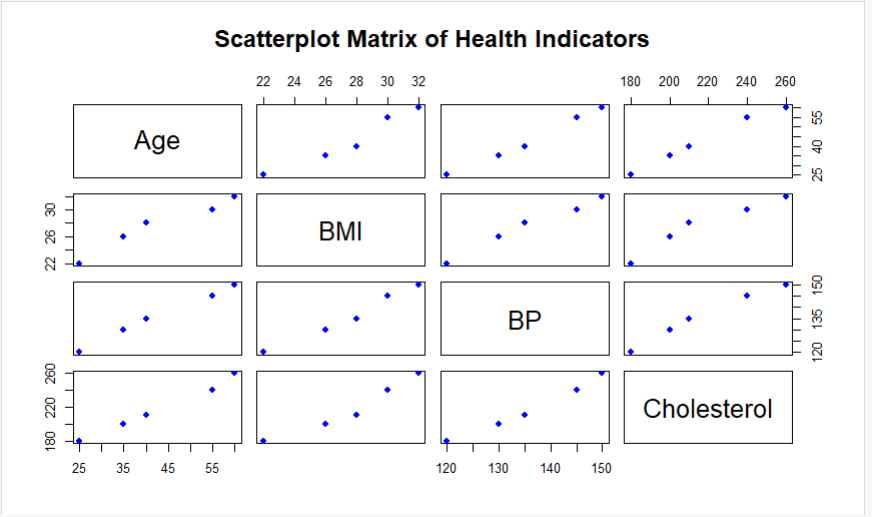 Scatterplot Matrix of Health Indicators
22 24 26 28 30 32
180 200 220 240 260
Age
25 40 55
22 26 30
BMI
BP
120 135 150
180 220 260
Cholesterol
25 35 45 55
120 130 140 150